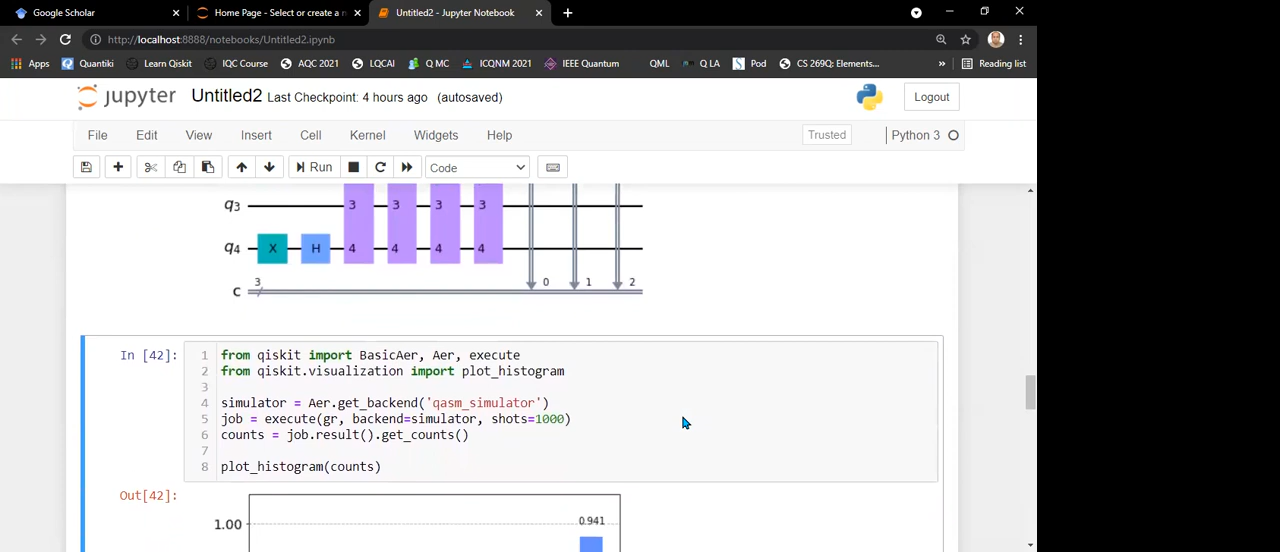 Google Scholar
Home Page - Select or create a n
Untitled2 - Jupyter Notebook
http://localhost:8888/notebooks/Untitled2.ipynb
Apps Quantiki Learn Qiskit IQC Course AQC 2021 LQCAI Q MC ICQNM 2021 IEEE Quantum QML Q LA Pod CS 269Q: Elements... » Reading list
jupyter Untitled2 Last Checkpoint: 4 hours ago (autosaved) Logout
File Edit View Insert Cell Kernel Widgets Help Trusted Python 3
Run Code
q3 3 3 3 3
q4 X H 4 4 4 4
c 3 0 1 2
In [42]: 1 from qiskit import BasicAer, Aer, execute
2 from qiskit.visualization import plot_histogram
3
4 simulator = Aer.get_backend('qasm_simulator')
5 job = execute(gr, backend=simulator, shots=1000)
6 counts = job.result().get_counts()
7
8 plot_histogram(counts)
Out[42]:
1.00 0.941